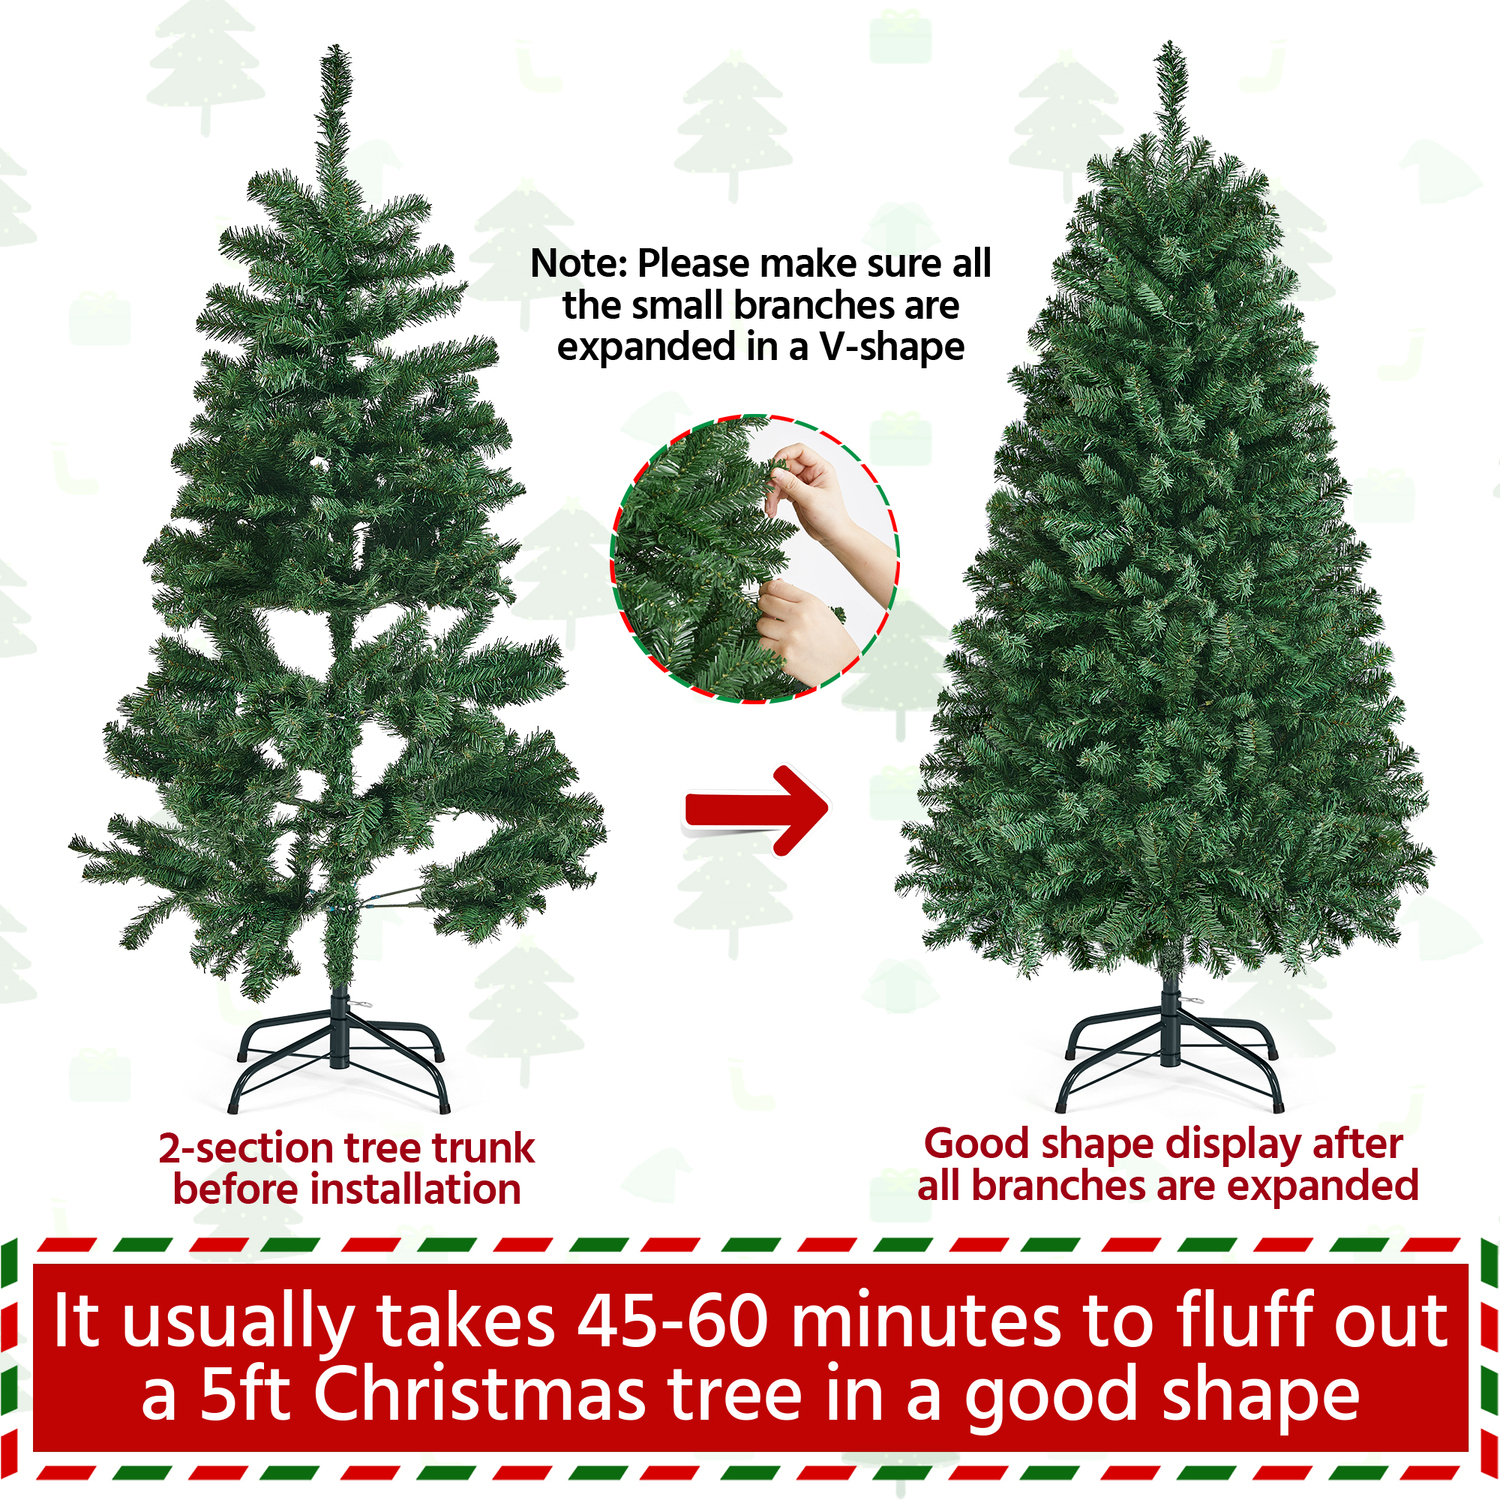 Note: Please make sure all
the small branches are
expanded in a V-shape
2-section tree trunk
before installation
Good shape display after
all branches are expanded
It usually takes 45-60 minutes to fluff out
a 5ft Christmas tree in a good shape